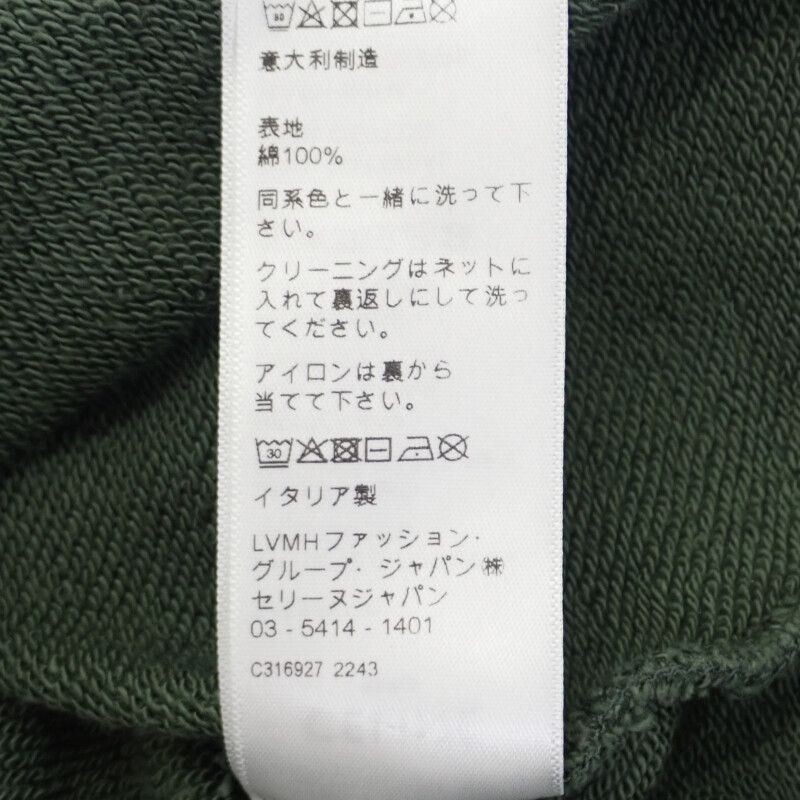 意大利制造
表地
綿100%
同系色と一緒に洗って下
さい。
クリーニングはネットに
入れて裏返しにして洗っ
てください。
アイロンは裏から
当てて下さい。
30
イタリア製
LVMHファッション・
グループ・ジャパン㈱
セリーヌジャパン
03 - 5414 - 1401
C316927 2243